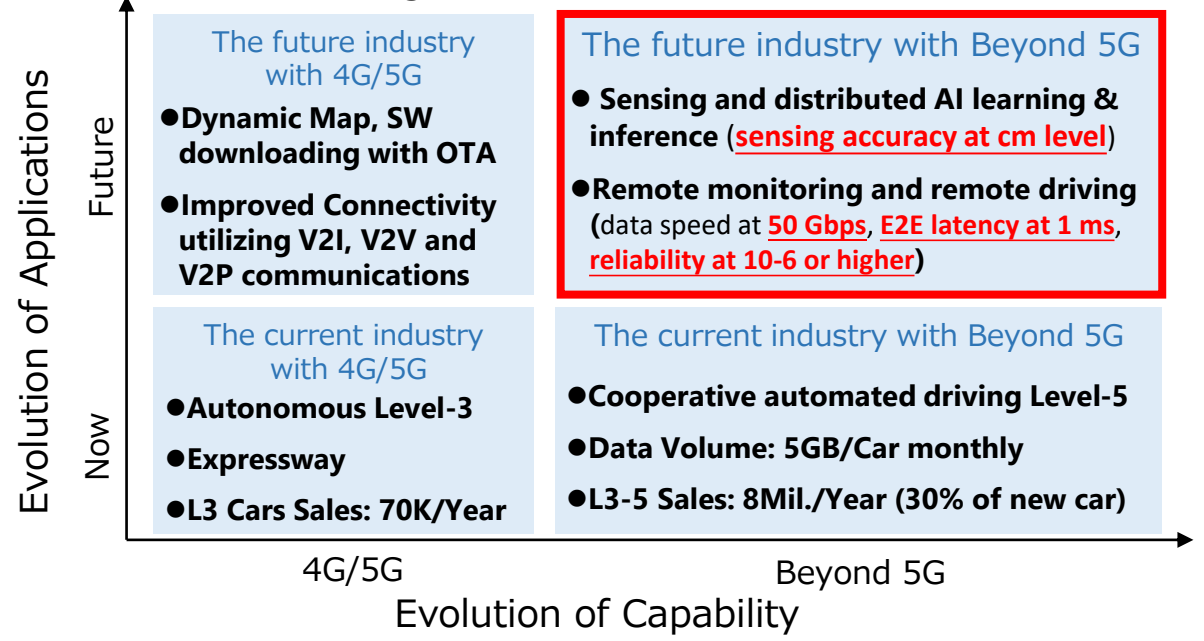 The future industry
with 4G/5G
●Dynamic Map, SW
downloading with OTA
●Improved Connectivity
utilizing V2I, V2V and
V2P communications
The future industry with Beyond 5G
● Sensing and distributed AI learning &
inference (sensing accuracy at cm level)
●Remote monitoring and remote driving
(data speed at 50 Gbps, E2E latency at 1 ms,
reliability at 10-6 or higher)
The current industry
with 4G/5G
●Autonomous Level-3
●Expressway
●L3 Cars Sales: 70K/Year
The current industry with Beyond 5G
●Cooperative automated driving Level-5
●Data Volume: 5GB/Car monthly
●L3-5 Sales: 8Mil./Year (30% of new car)
Evolution of Applications
Future
Now
4G/5G
Beyond 5G
Evolution of Capability